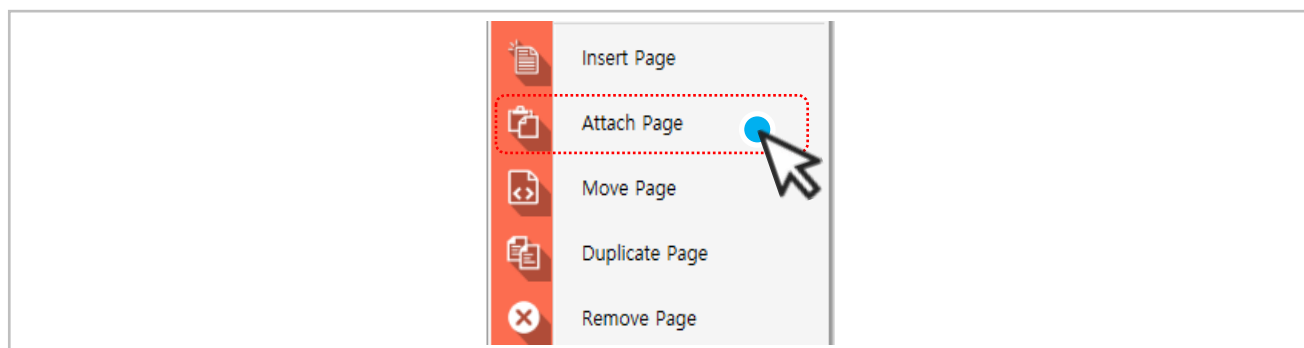 Insert Page
Attach Page
Move Page
Duplicate Page
Remove Page